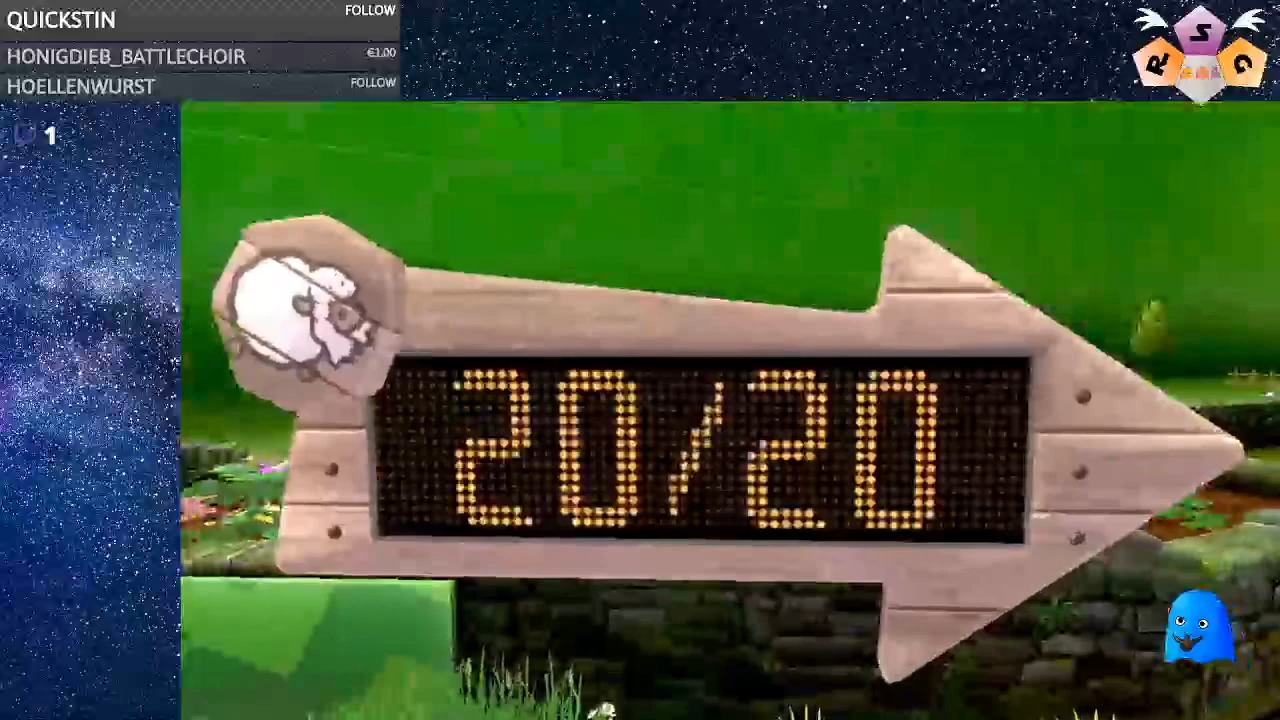 QUICKSTIN FOLLOW
HONIGDIEB_BATTLECHOIR €1.00
HOELLENWURST FOLLOW
1
R S G
20/20